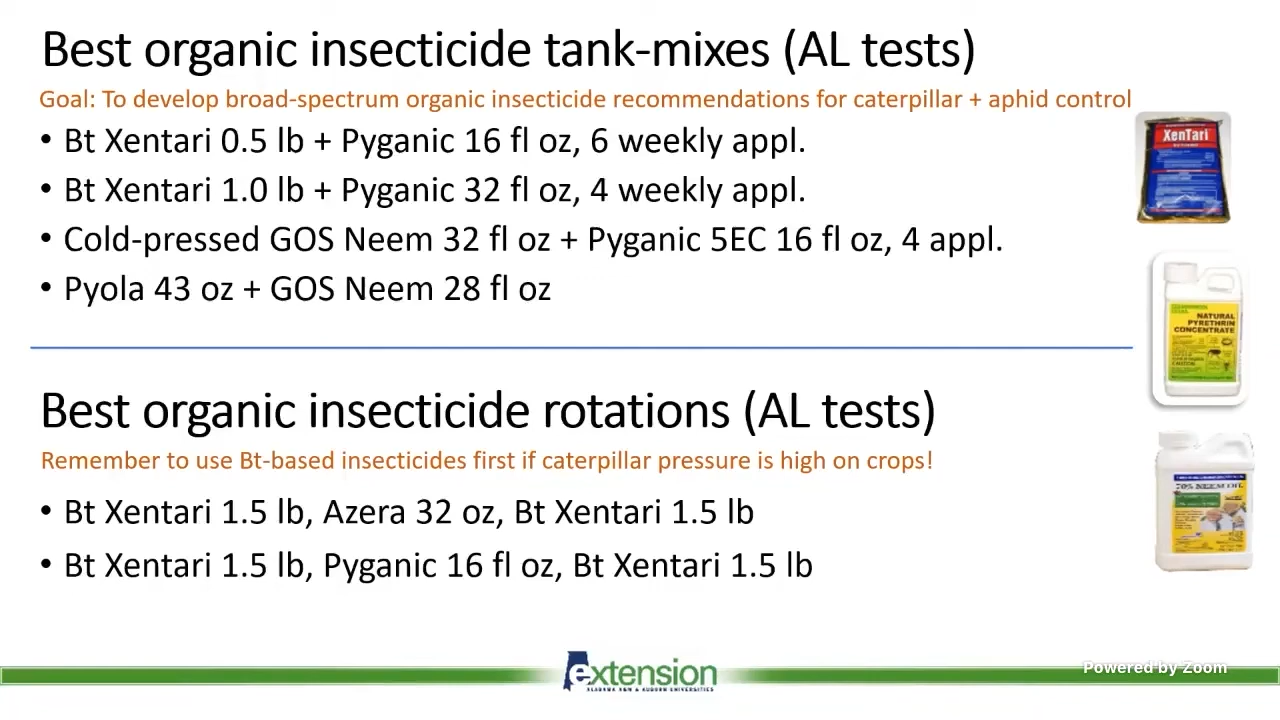 Best organic insecticide tank-mixes (AL tests)
Goal: To develop broad-spectrum organic insecticide recommendations for caterpillar + aphid control
• Bt Xentari 0.5 lb + Pyganic 16 fl oz, 6 weekly appl.
• Bt Xentari 1.0 lb + Pyganic 32 fl oz, 4 weekly appl.
• Cold-pressed GOS Neem 32 fl oz + Pyganic 5EC 16 fl oz, 4 appl.
• Pyola 43 oz + GOS Neem 28 fl oz
XenTari
NATURAL
PYRETHRIN
CONCENTRATE
Best organic insecticide rotations (AL tests)
Remember to use Bt-based insecticides first if caterpillar pressure is high on crops!
• Bt Xentari 1.5 lb, Azera 32 oz, Bt Xentari 1.5 lb
• Bt Xentari 1.5 lb, Pyganic 16 fl oz, Bt Xentari 1.5 lb
70% NEEM OIL
extension
ALABAMA A&M & AUBURN UNIVERSITIES
Powered by Zoom